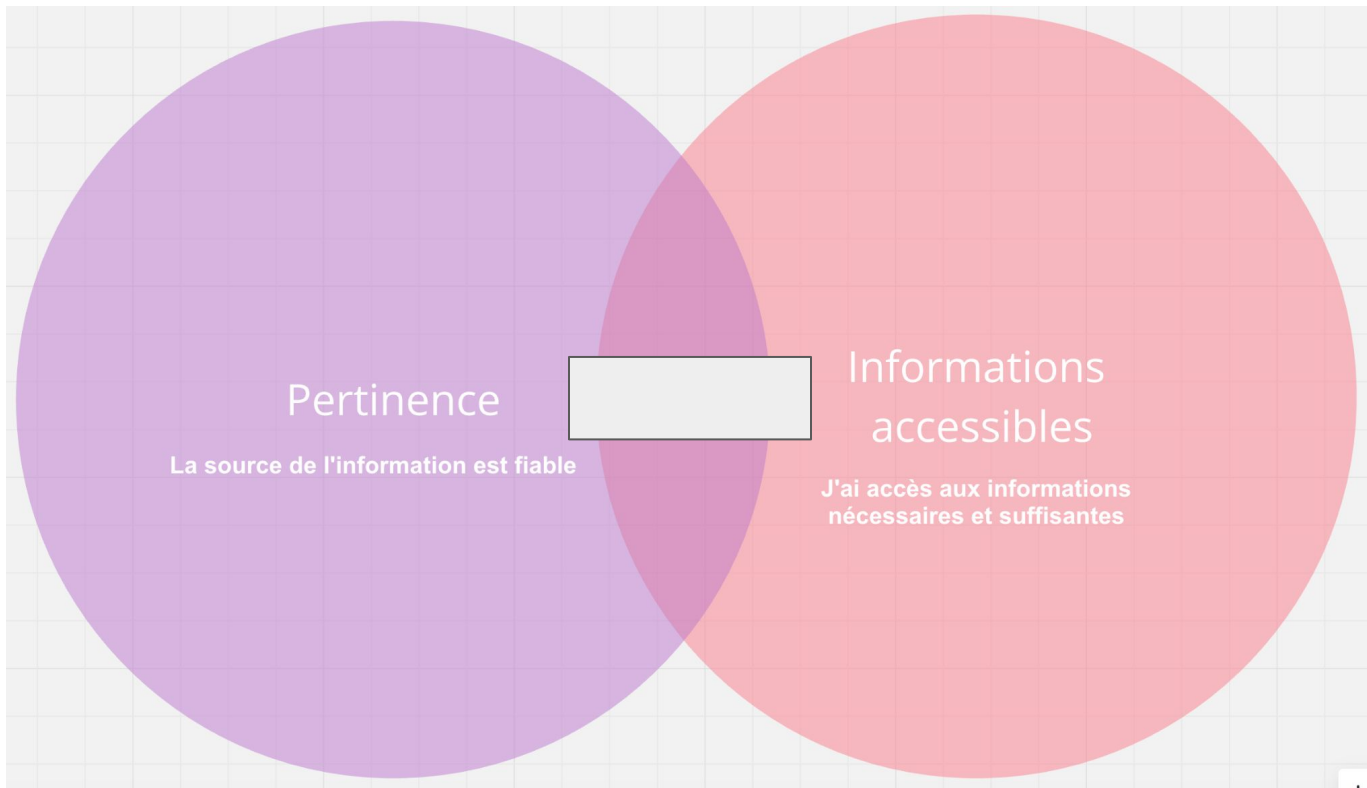 Pertinence
La source de l'information est fiable
Informations
accessibles
J'ai accès aux informations
nécessaires et suffisantes